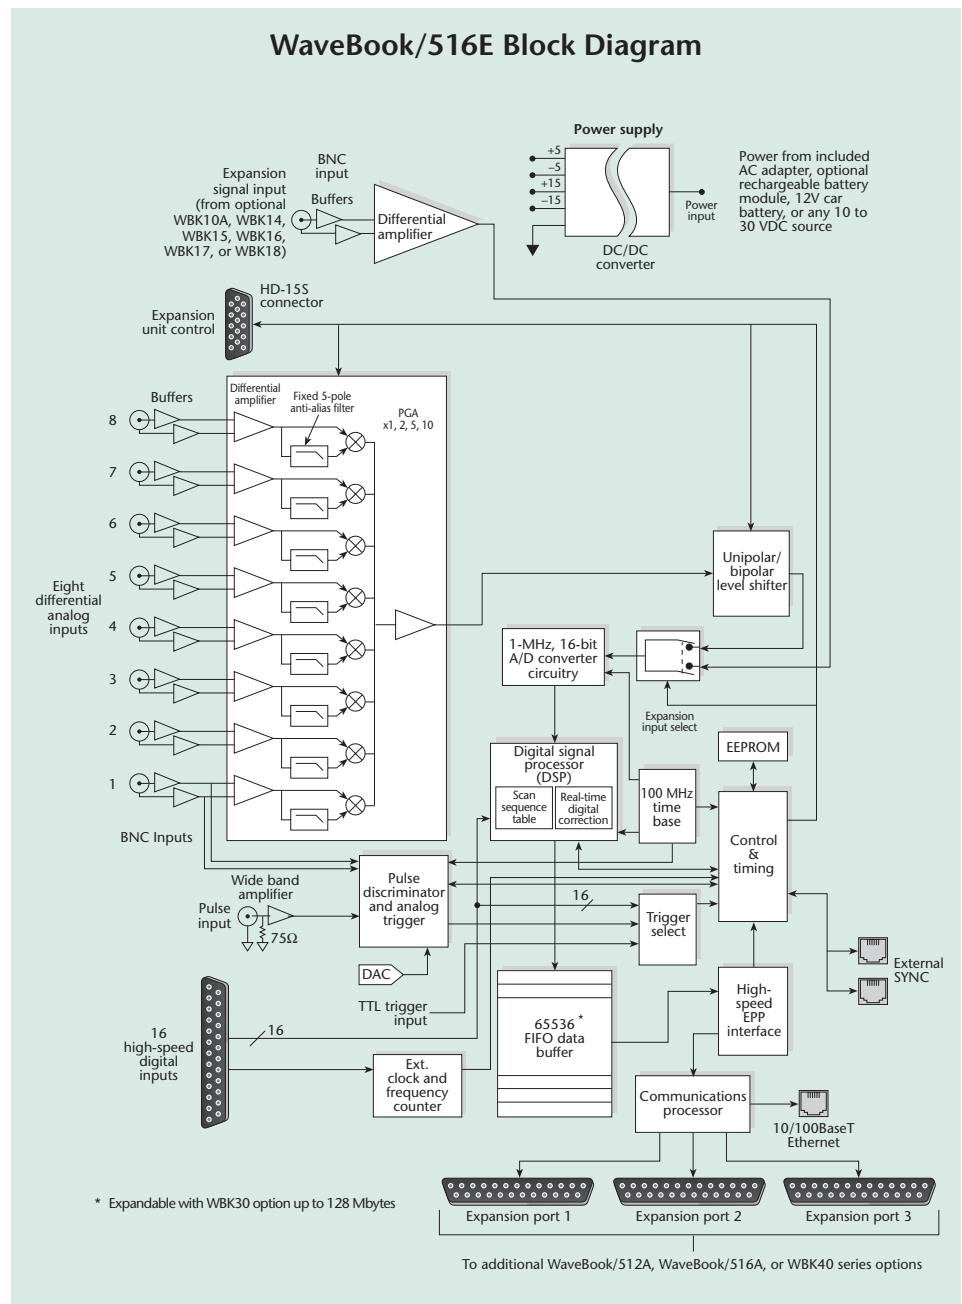 WaveBook/516E Block Diagram
Power supply
+5
–5
+15
–15
DC/DC
converter
Power
input
Power from included
AC adapter, optional
rechargeable battery
module, 12V car
battery, or any 10 to
30 VDC source
BNC
input
Expansion
signal input
(from optional
WBK10A, WBK14,
WBK15, WBK16,
WBK17, or WBK18)
Buffers
Differential
amplifier
HD-15S
connector
Expansion
unit control
Buffers
Differential
amplifier
Fixed 5-pole
anti-alias filter
PGA
x1, 2, 5, 10
8
7
6
5
4
3
2
1
Eight
differential
analog
inputs
BNC Inputs
Unipolar/
bipolar
level shifter
1-MHz, 16-bit
A/D converter
circuitry
Expansion
input select
Digital signal
processor
(DSP)
Scan
sequence
table
Real-time
digital
correction
100 MHz
time
base
EEPROM
Control
&
timing
Wide band
amplifier
Pulse
input
75Ω
Pulse
discriminator
and analog
trigger
16
Trigger
select
DAC
TTL trigger
input
External
SYNC
65536 *
FIFO data
buffer
High-
speed
EPP
interface
16
high-speed
digital
inputs
16
Ext.
clock and
frequency
counter
Communications
processor
10/100BaseT
Ethernet
* Expandable with WBK30 option up to 128 Mbytes
Expansion port 1
Expansion port 2
Expansion port 3
To additional WaveBook/512A, WaveBook/516A, or WBK40 series options